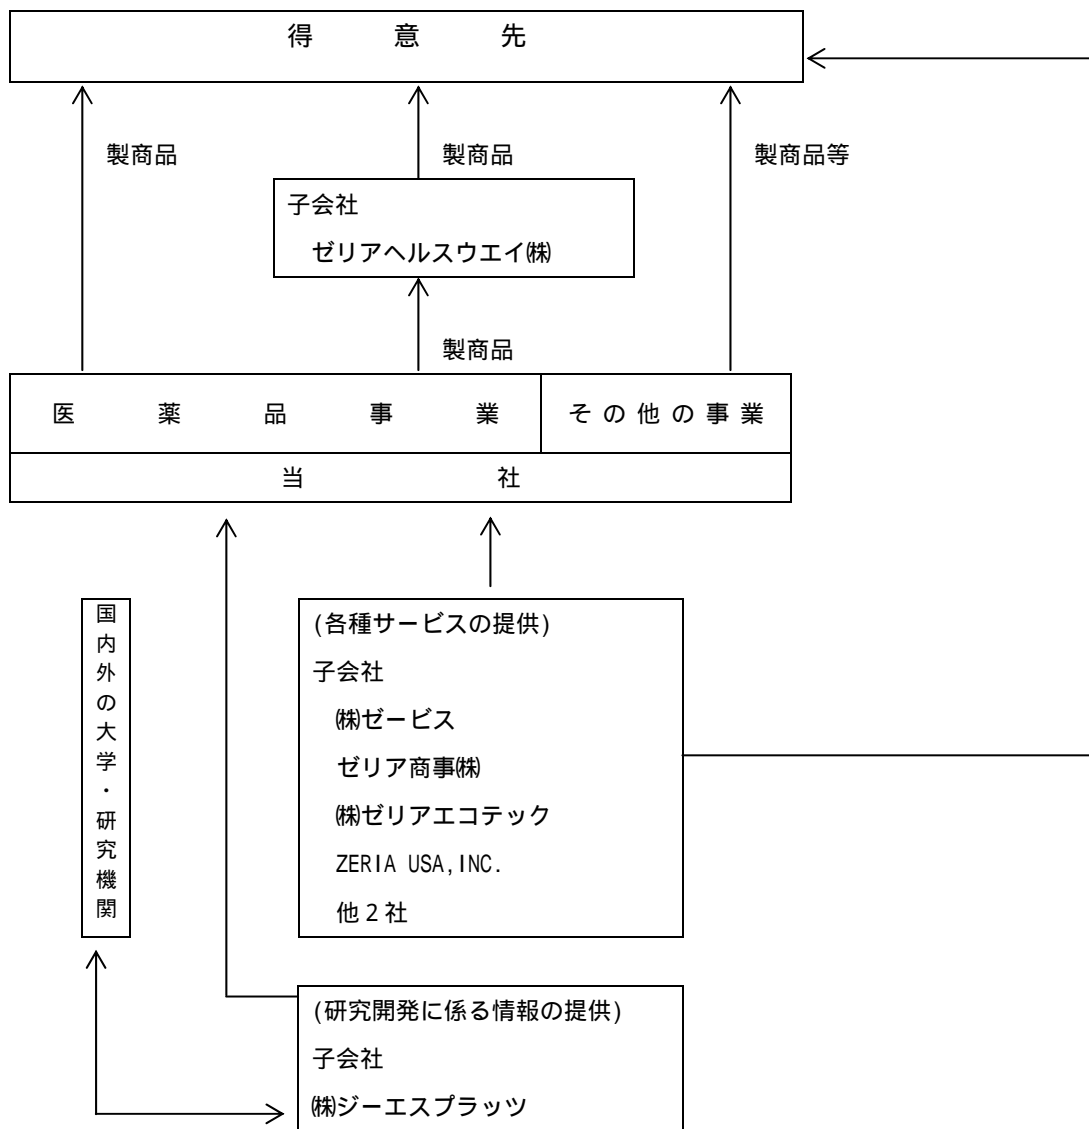 得意先
製商品
製商品
製商品等
子会社
ゼリアヘルスウエイ㈱
製商品
医薬品事業
その他の事業
当社
国内外の大学・研究機関
(各種サービスの提供)
子会社
㈱ゼービス
ゼリア商事㈱
㈱ゼリアエコテック
ZERIA USA,INC.
他２社
(研究開発に係る情報の提供)
子会社
㈱ジーエスプラッツ